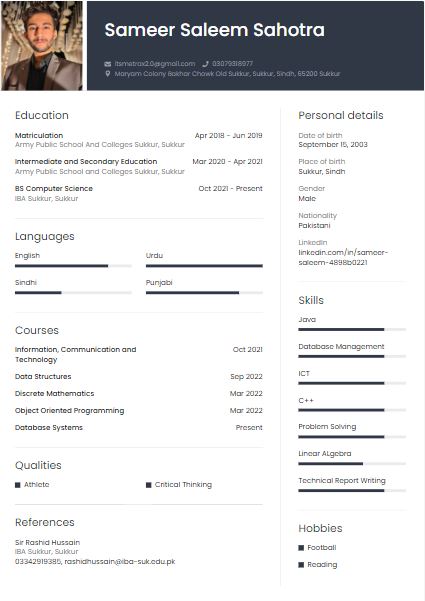 Sameer Saleem Sahotra
itsmetrax2.0@gmail.com 03079318977
Maryam Colony Bakhar Chowk Old Sukkur, Sukkur, Sindh, 65200 Sukkur
Education
Matriculation Apr 2018 - Jun 2019
Army Public School And Colleges Sukkur, Sukkur
Intermediate and Secondary Education Mar 2020 - Apr 2021
Army Public School and Colleges Sukkur, Sukkur
BS Computer Science Oct 2021 - Present
IBA Sukkur, Sukkur
Languages
English Urdu
Sindhi Punjabi
Courses
Information, Communication and Technology Oct 2021
Data Structures Sep 2022
Discrete Mathematics Mar 2022
Object Oriented Programming Mar 2022
Database Systems Present
Qualities
Athlete Critical Thinking
References
Sir Rashid Hussain
IBA Sukkur, Sukkur
03342919385, rashidhussain@iba-suk.edu.pk
Personal details
Date of birth
September 15, 2003
Place of birth
Sukkur, Sindh
Gender
Male
Nationality
Pakistani
LinkedIn
linkedin.com/in/sameer-
saleem-4898b0221
Skills
Java
Database Management
ICT
C++
Problem Solving
Linear ALgebra
Technical Report Writing
Hobbies
Football
Reading